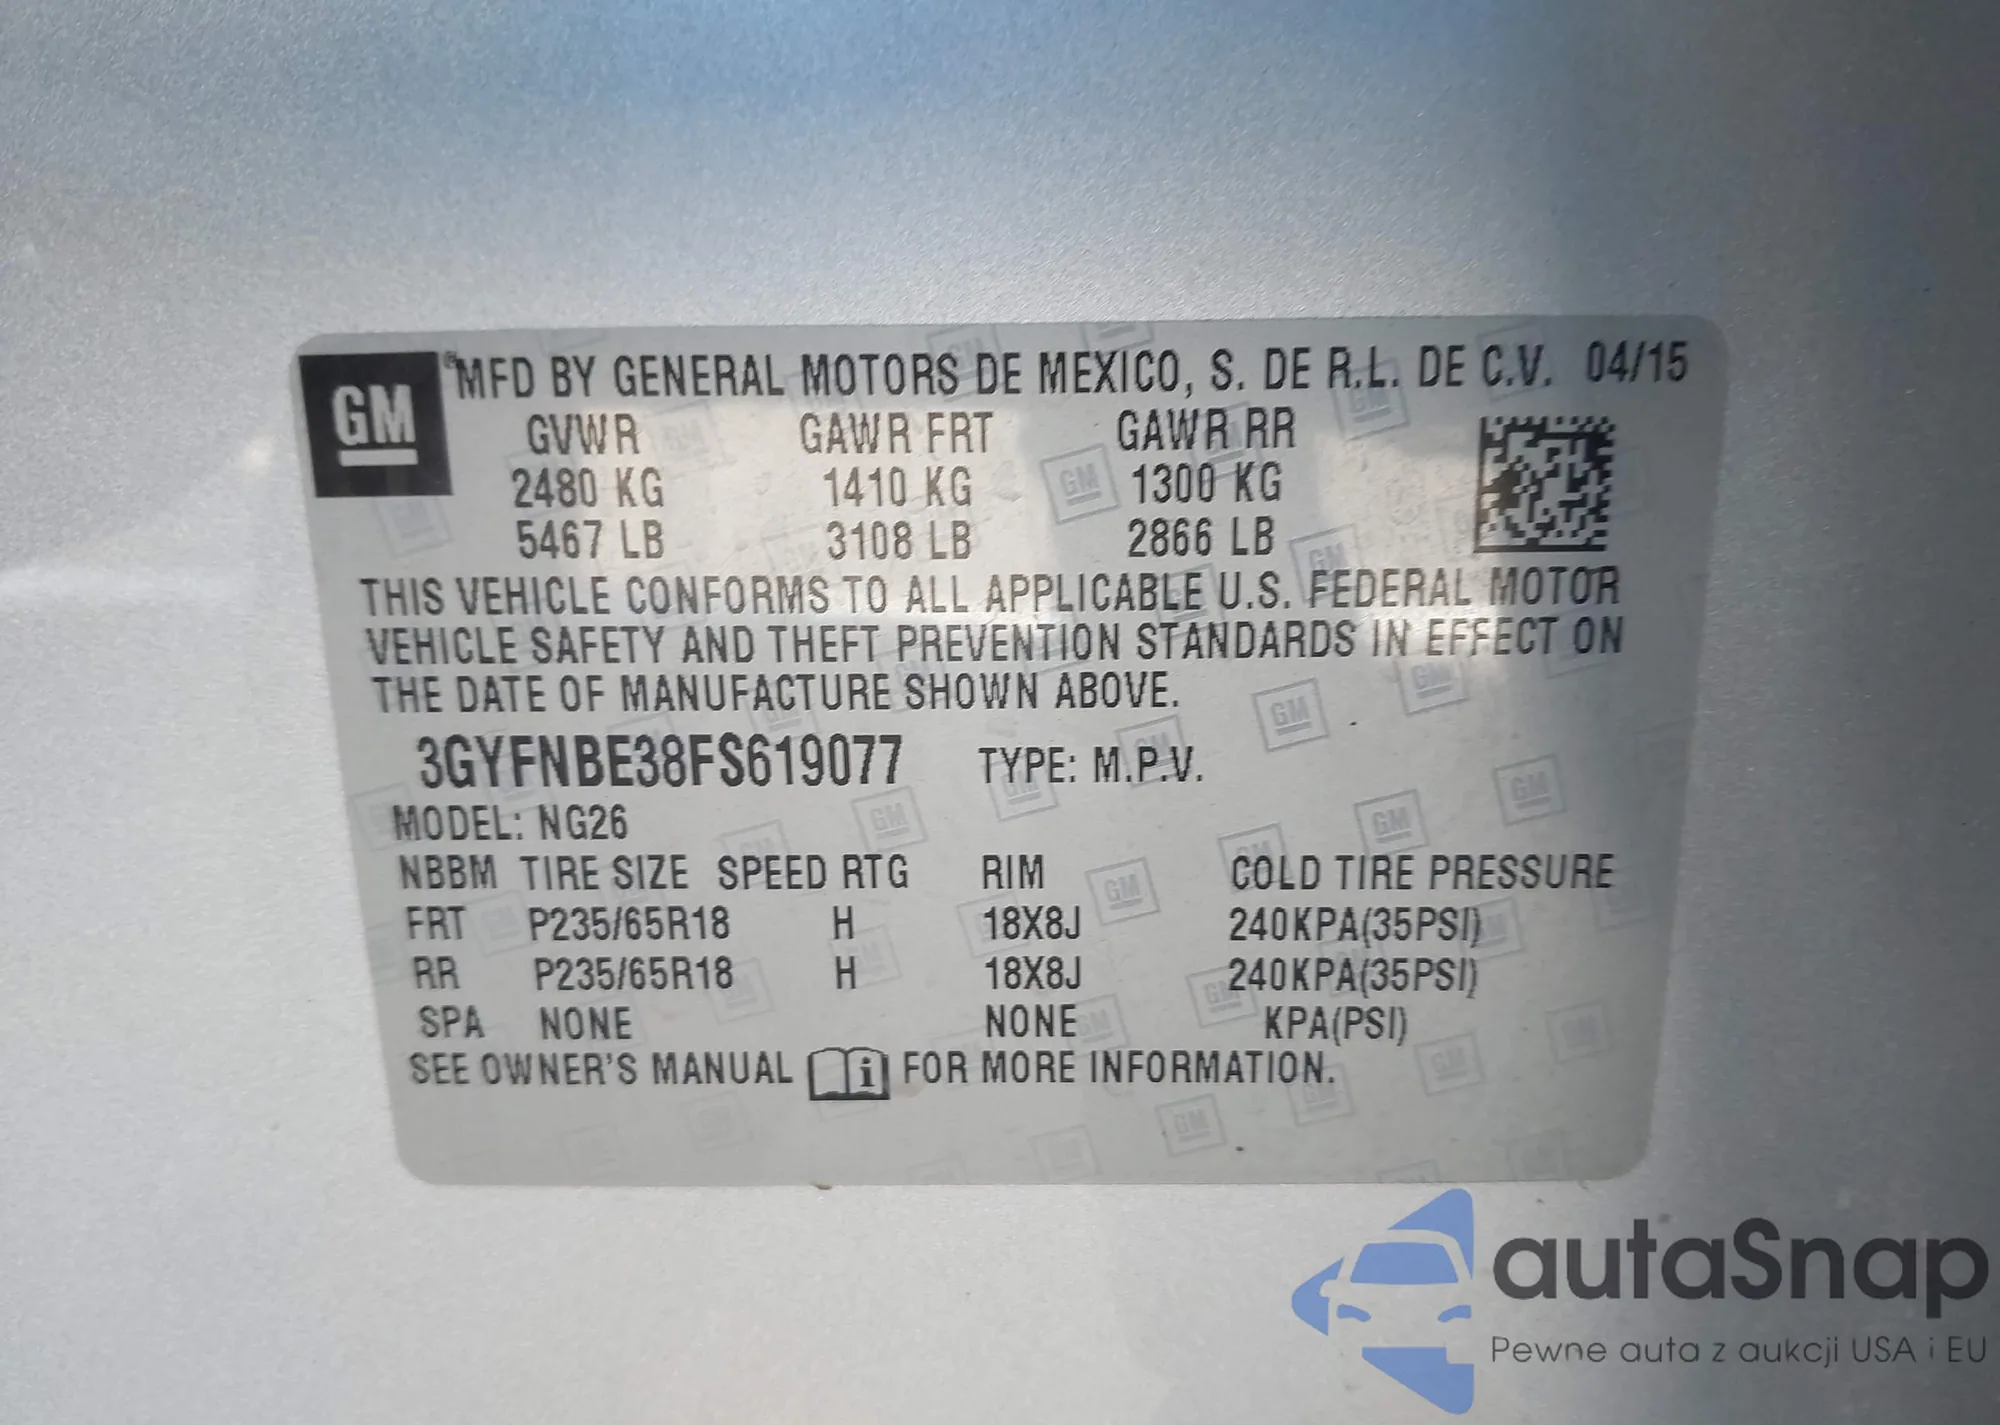 GM
®MFD BY GENERAL MOTORS DE MEXICO, S. DE R.L. DE C.V. 04/15
GVWR GAWR FRT GAWR RR
2480 KG 1410 KG 1300 KG
5467 LB 3108 LB 2866 LB
THIS VEHICLE CONFORMS TO ALL APPLICABLE U.S. FEDERAL MOTOR
VEHICLE SAFETY AND THEFT PREVENTION STANDARDS IN EFFECT ON
THE DATE OF MANUFACTURE SHOWN ABOVE.
3GYFNBE38FS619077 TYPE: M.P.V.
MODEL: NG26
NBBM TIRE SIZE SPEED RTG RIM COLD TIRE PRESSURE
FRT P235/65R18 H 18X8J 240KPA(35PSI)
RR P235/65R18 H 18X8J 240KPA(35PSI)
SPA NONE NONE KPA(PSI)
SEE OWNER'S MANUAL i FOR MORE INFORMATION.
autaSnap
Pewne auta z aukcji USA i EU